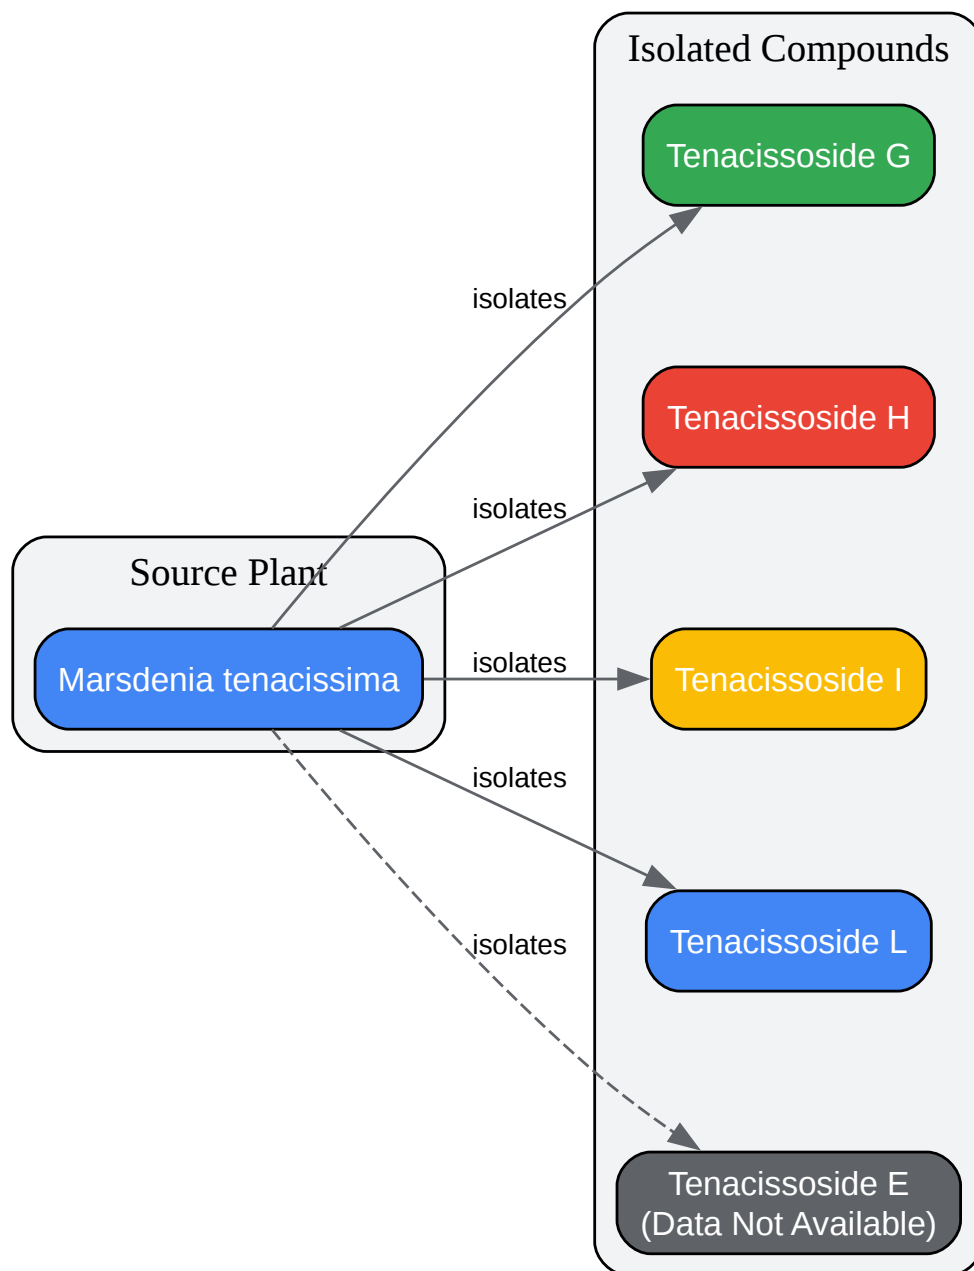 Isolated Compounds
Tenacissoside G
isolates
Tenacissoside H
isolates
Source Plant
Marsdenia tenacissima
isolates
Tenacissoside I
isolates
Tenacissoside L
isolates
Tenacissoside E
(Data Not Available)